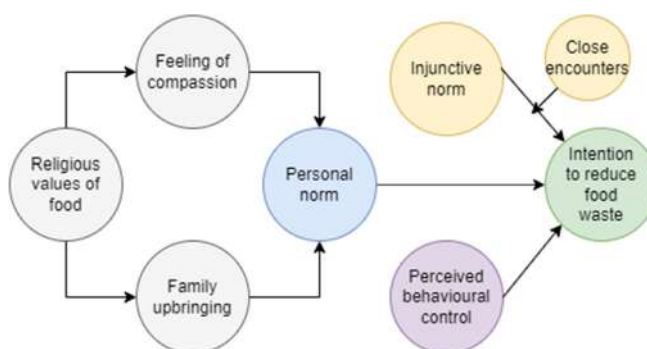 Feeling of
compassion
Religious
values of
food
Family
upbringing
Personal
norm
Injunctive
norm
Close
encounters
Intention
to reduce
food
waste
Perceived
behavioural
control